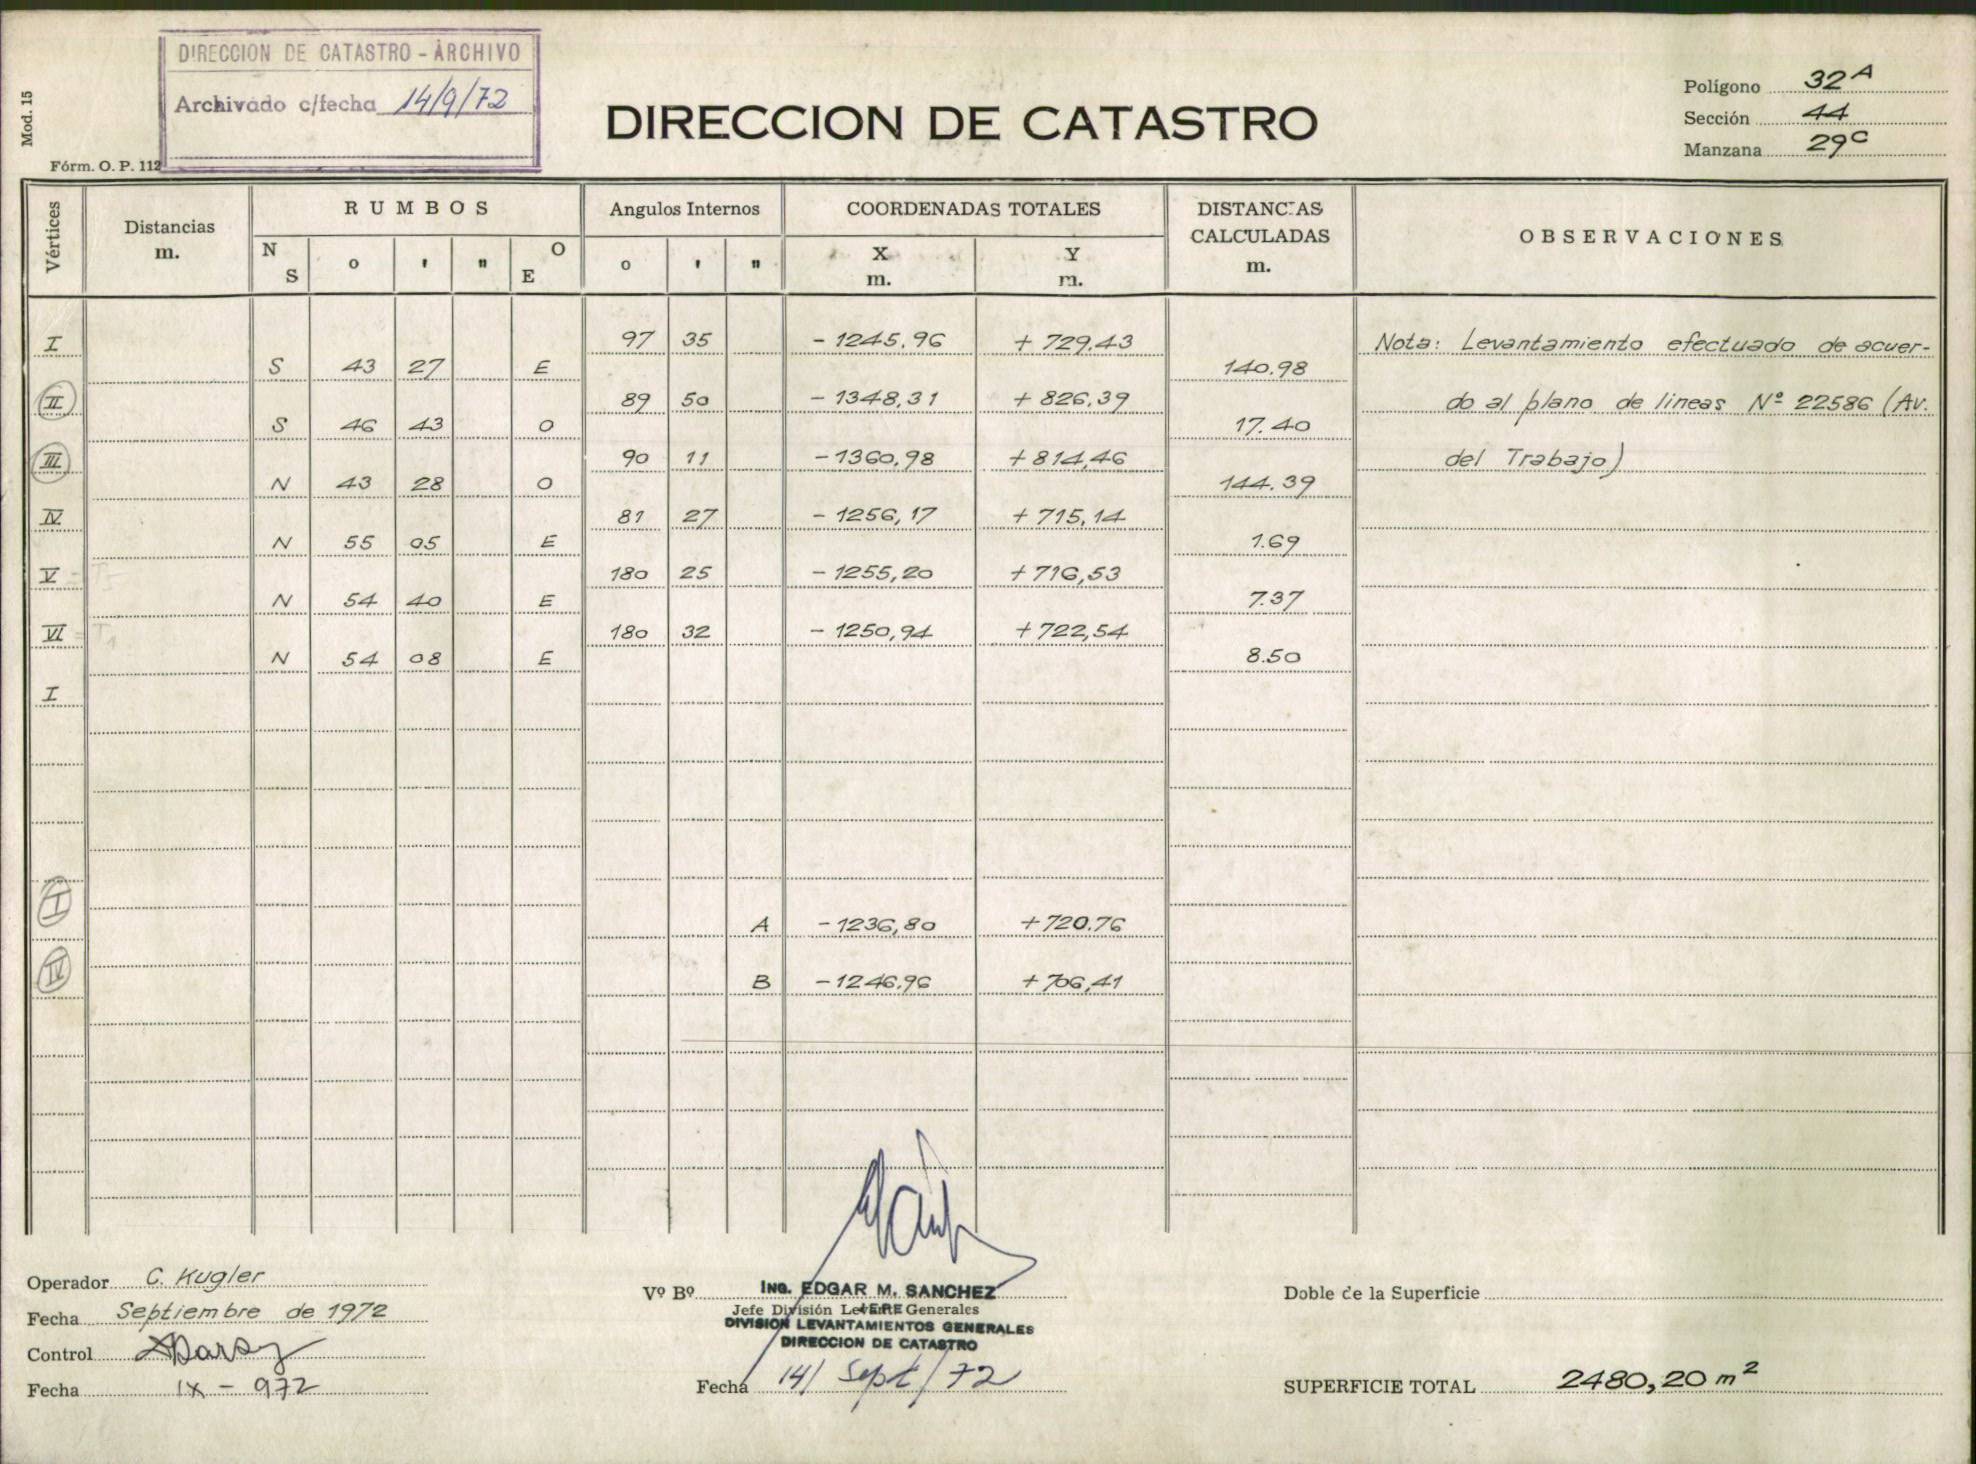 DIRECCION DE CATASTRO - ARCHIVO
Archivado c/fecha 14/9/72
Mod. 15
Fórm. O. P. 112
DIRECCION DE CATASTRO
Polígono 32A
Sección 44
Manzana 29C
Vértices
Distancias
m.
RUMBOS
N
S
o
'
"
O
E
Angulos Internos
o
'
"
COORDENADAS TOTALES
X
m.
Y
m.
DISTANCIAS
CALCULADAS
m.
OBSERVACIONES
I 97 35 - 1245.96 + 729.43 Nota: Levantamiento efectuado de acuer-
S 43 27 E 140.98
II 89 50 - 1348,31 + 826,39 do al plano de lineas Nº 22586 (Av.
S 46 43 O 17.40
III 90 11 - 1360,98 + 814,46 del Trabajo)
N 43 28 O 144.39
IV 81 27 - 1256,17 + 715,14
N 55 05 E 1.69
V 180 25 - 1255,20 + 716,53
N 54 40 E 7.37
VI 180 32 - 1250,94 + 722,54
N 54 08 E 8.50
I
I
A - 1236,80 + 720.76
IV
B - 1246.96 + 706,41
Operador C. Kugler
Fecha Septiembre de 1972
Control
Fecha IX - 972
Vº Bº ING. EDGAR M. SANCHEZ
Jefe División Generales
JEFE
DIVISION LEVANTAMIENTOS GENERALES
DIRECCION DE CATASTRO
Fecha 14/ Sept/72
Doble de la Superficie
SUPERFICIE TOTAL 2480,20 m2